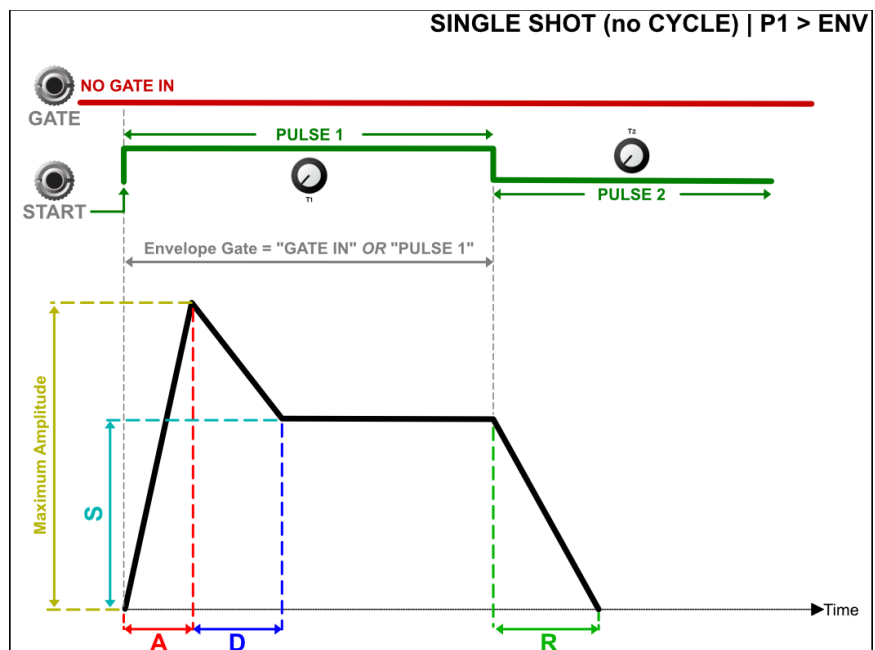 SINGLE SHOT (no CYCLE) | P1 > ENV
NO GATE IN
GATE
PULSE 1
T1
T2
START
PULSE 2
Envelope Gate = "GATE IN" OR "PULSE 1"
Maximum Amplitude
S
Time
A
D
R